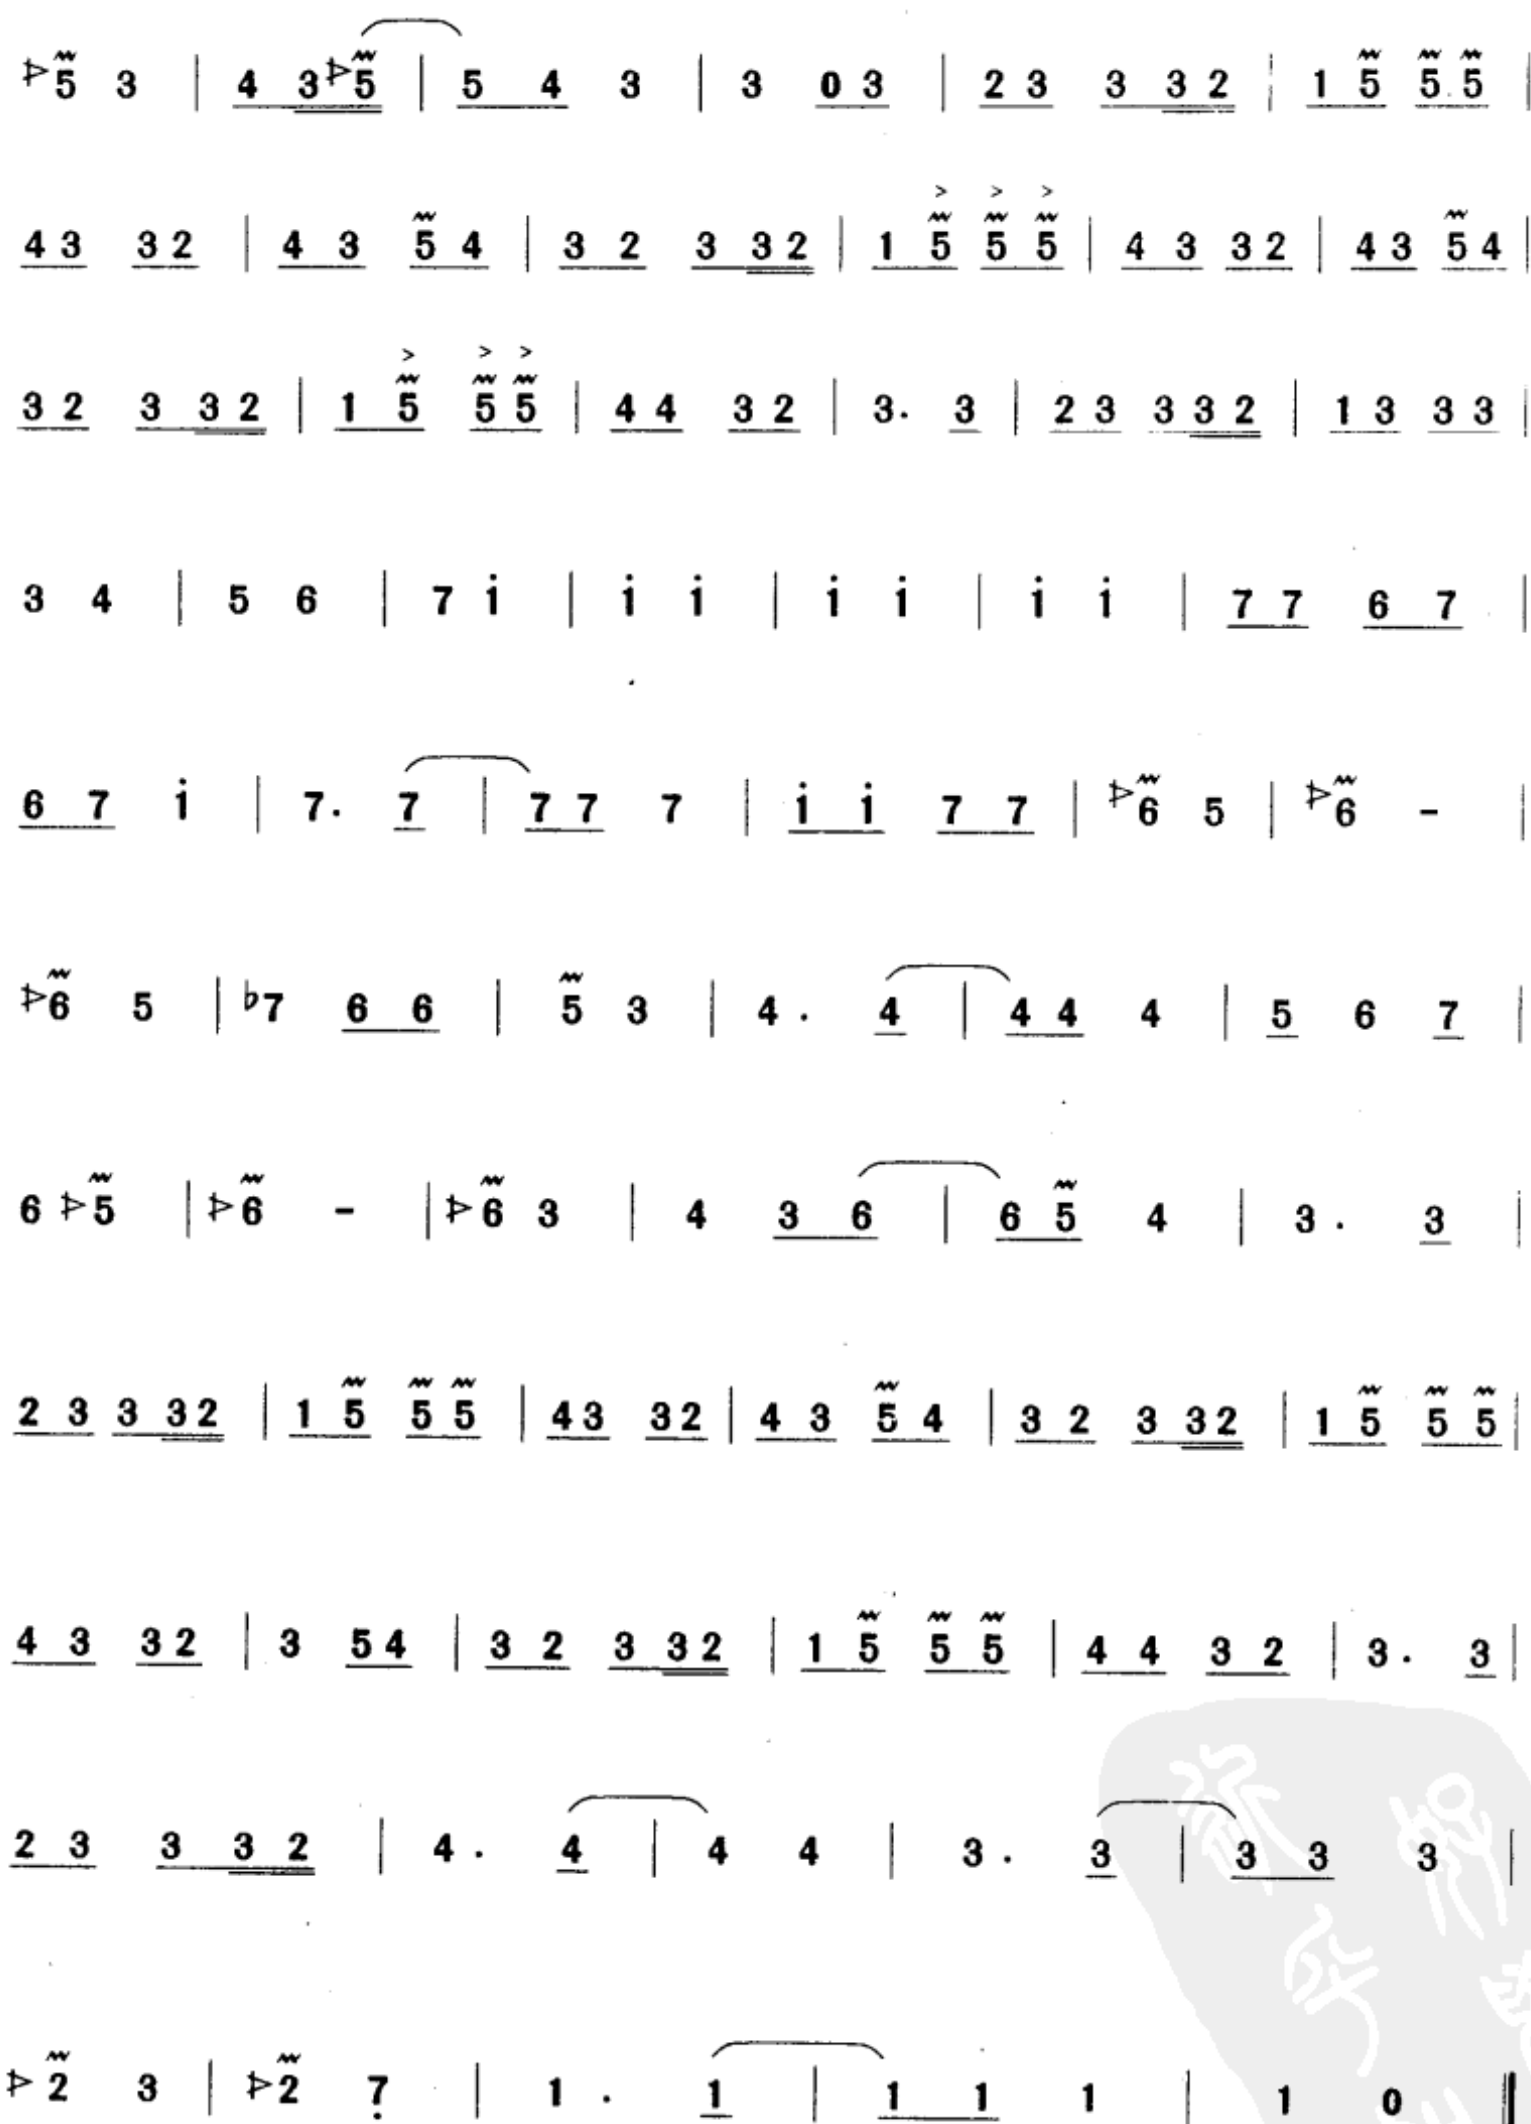 5 3 | 4 3 5 | 5 4 3 | 3 0 3 | 2 3 3 3 2 | 1 5 5 5 |
4 3 3 2 | 4 3 5 4 | 3 2 3 3 2 | 1 5 5 5 | 4 3 3 2 | 4 3 5 4 |
3 2 3 3 2 | 1 5 5 5 | 4 4 3 2 | 3. 3 | 2 3 3 3 2 | 1 3 3 3 |
3 4 | 5 6 | 7 i | i i | i i | i i | 7 7 6 7 |
6 7 i | 7. 7 | 7 7 7 | i i 7 7 | 6 5 | 6 - |
6 5 | ♭7 6 6 | 5 3 | 4. 4 | 4 4 4 | 5 6 7 |
6 5 | 6 - | 6 3 | 4 3 6 | 6 5 4 | 3. 3 |
2 3 3 3 2 | 1 5 5 5 | 4 3 3 2 | 4 3 5 4 | 3 2 3 3 2 | 1 5 5 5 |
4 3 3 2 | 3 5 4 | 3 2 3 3 2 | 1 5 5 5 | 4 4 3 2 | 3. 3 |
2 3 3 3 2 | 4. 4 | 4 4 | 3. 3 | 3 3 3 |
2 3 | 2 7̣ | 1. 1 | 1 1 1 | 1 0 ‖